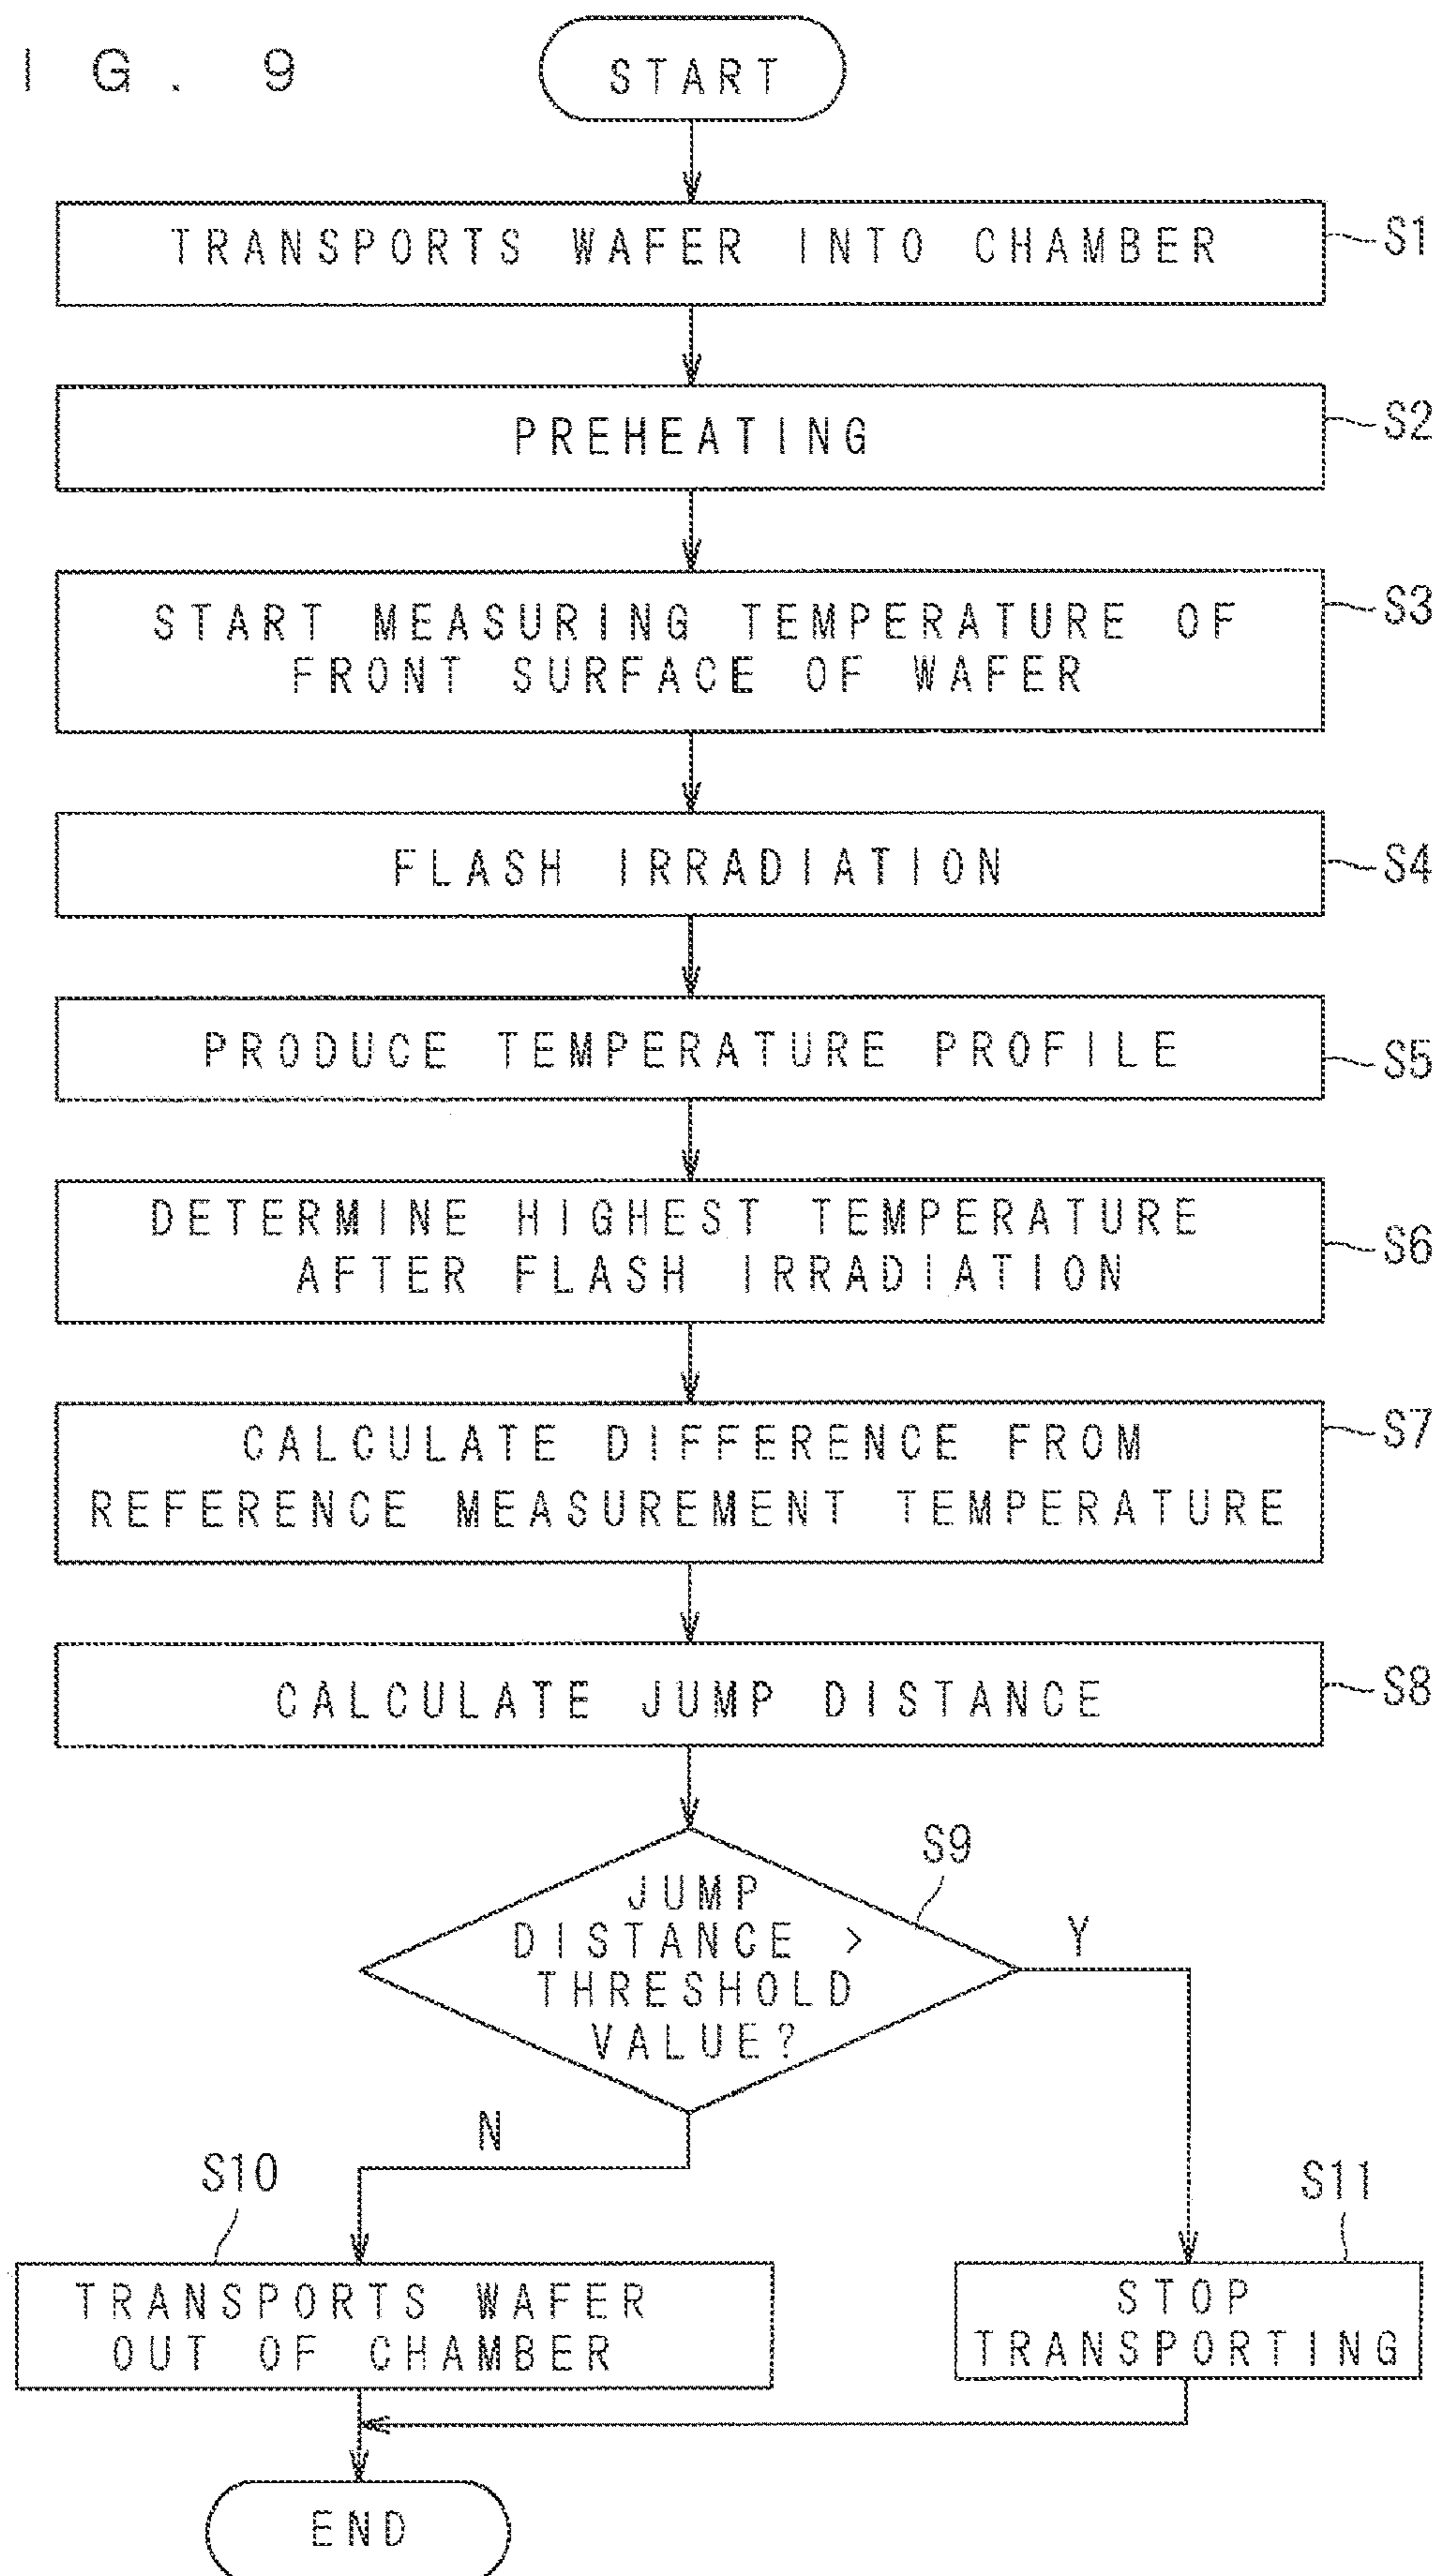 I G. 9
START
TRANSPORTS WAFER INTO CHAMBER
S1
PREHEATING
S2
START MEASURING TEMPERATURE OF
FRONT SURFACE OF WAFER
S3
FLASH IRRADIATION
S4
PRODUCE TEMPERATURE PROFILE
S5
DETERMINE HIGHEST TEMPERATURE
AFTER FLASH IRRADIATION
S6
CALCULATE DIFFERENCE FROM
REFERENCE MEASUREMENT TEMPERATURE
S7
CALCULATE JUMP DISTANCE
S8
S9
JUMP
DISTANCE >
THRESHOLD
VALUE?
Y
N
S10
TRANSPORTS WAFER
OUT OF CHAMBER
S11
STOP
TRANSPORTING
END